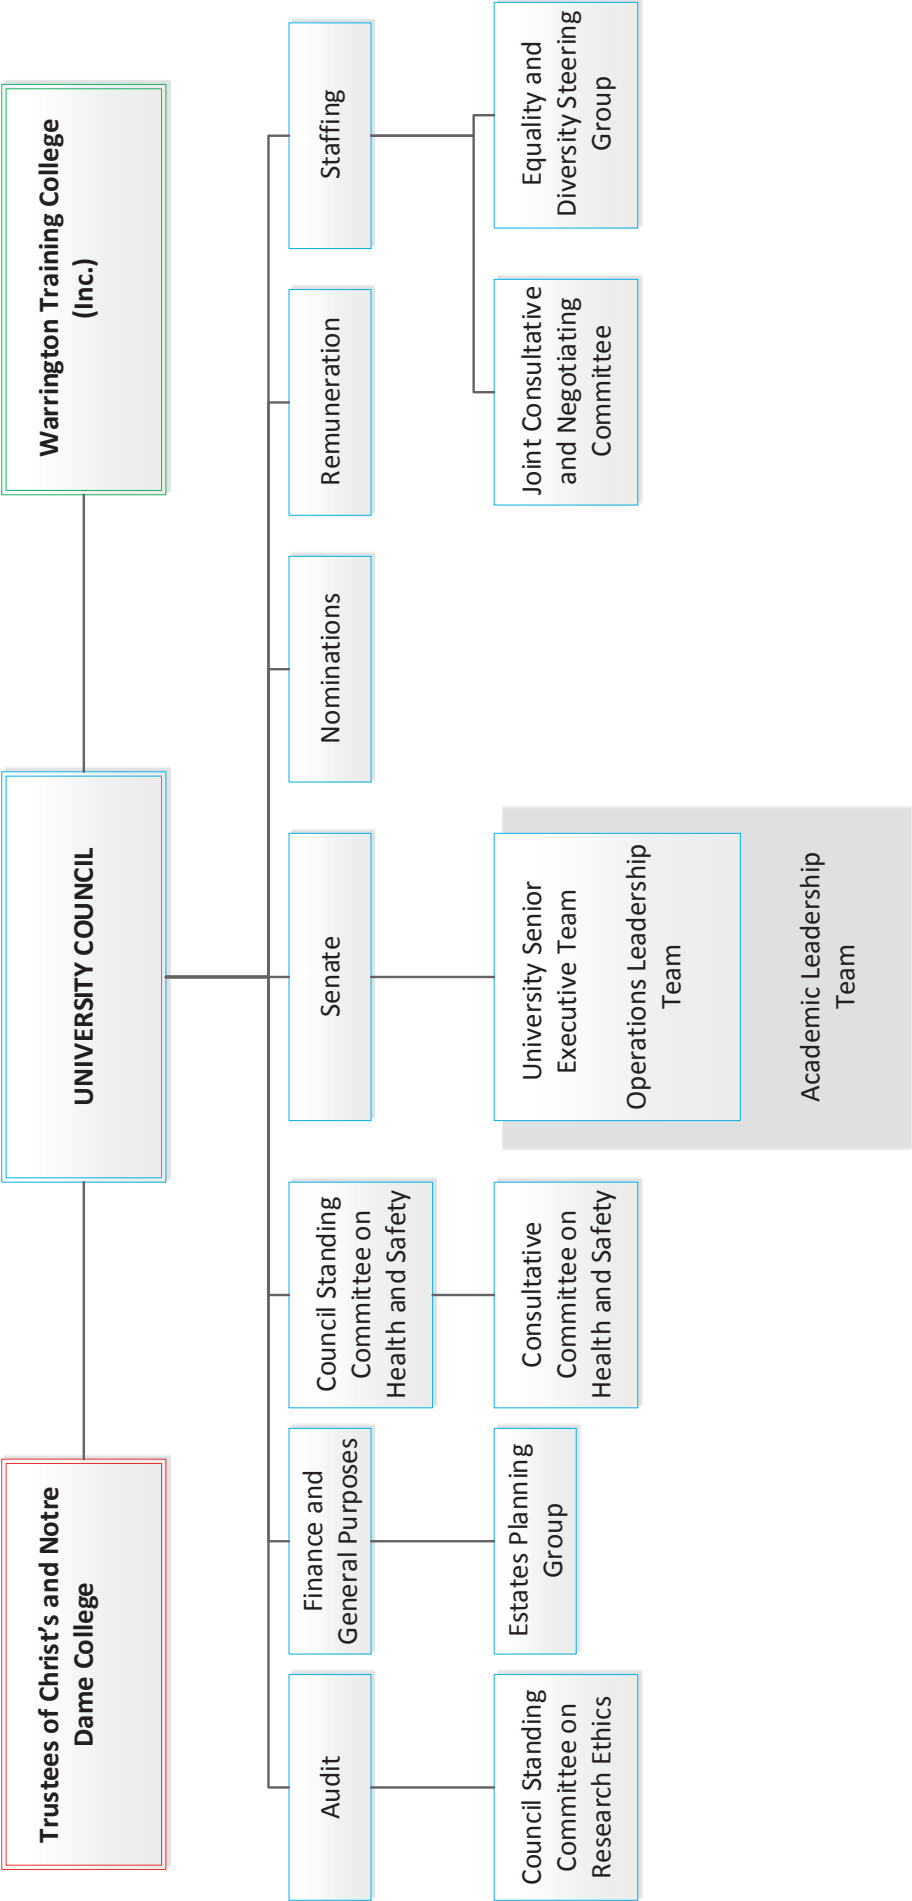 Trustees of Christ’s and Notre
Dame College
UNIVERSITY COUNCIL
Warrington Training College
(Inc.)
Audit
Finance and
General Purposes
Council Standing
Committee on
Health and Safety
Senate
Nominations
Remuneration
Staffing
Council Standing
Committee on
Research Ethics
Estates Planning
Group
Consultative
Committee on
Health and Safety
University Senior
Executive Team
Operations Leadership
Team
Academic Leadership
Team
Joint Consultative
and Negotiating
Committee
Equality and
Diversity Steering
Group